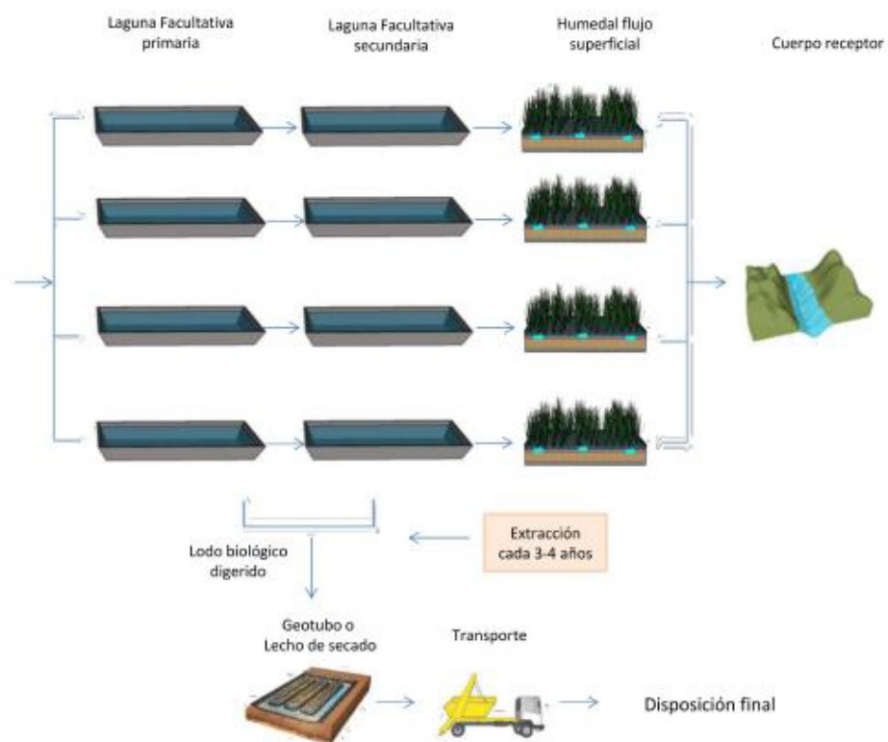 Laguna Facultativa
primaria
Laguna Facultativa
secundaria
Humedal flujo
superficial
Cuerpo receptor
Lodo biológico
digerido
Extracción
cada 3-4 años
Geotubo o
Lecho de secado
Transporte
Disposición final